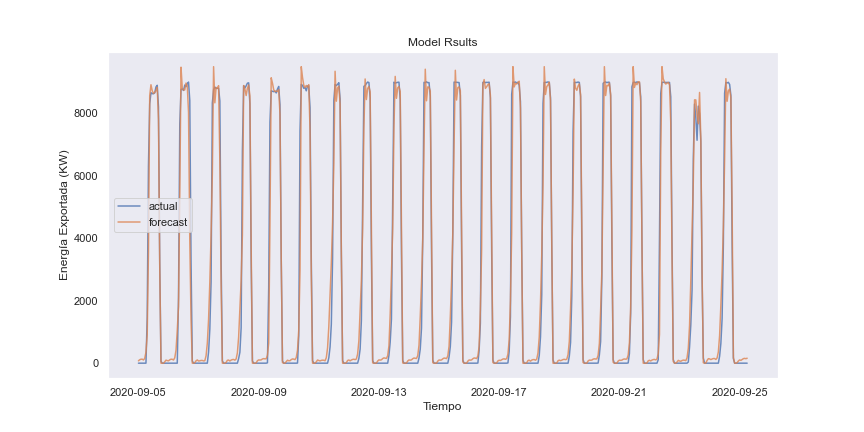 Model Rsults
Energía Exportada (KW)
8000
6000
4000
2000
0
actual
forecast
2020-09-05 2020-09-09 2020-09-13 2020-09-17 2020-09-21 2020-09-25
Tiempo